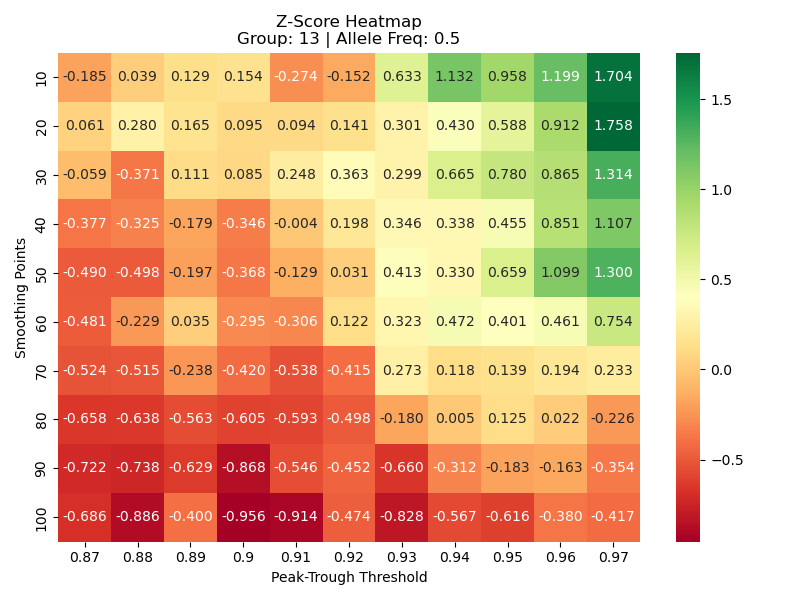 Z-Score Heatmap
Group: 13 | Allele Freq: 0.5
Smoothing Points
10 -0.185 0.039 0.129 0.154 -0.274 -0.152 0.633 1.132 0.958 1.199 1.704
20 0.061 0.280 0.165 0.095 0.094 0.141 0.301 0.430 0.588 0.912 1.758
30 -0.059 -0.371 0.111 0.085 0.248 0.363 0.299 0.665 0.780 0.865 1.314
40 -0.377 -0.325 -0.179 -0.346 -0.004 0.198 0.346 0.338 0.455 0.851 1.107
50 -0.490 -0.498 -0.197 -0.368 -0.129 0.031 0.413 0.330 0.659 1.099 1.300
60 -0.481 -0.229 0.035 -0.295 -0.306 0.122 0.323 0.472 0.401 0.461 0.754
70 -0.524 -0.515 -0.238 -0.420 -0.538 -0.415 0.273 0.118 0.139 0.194 0.233
80 -0.658 -0.638 -0.563 -0.605 -0.593 -0.498 -0.180 0.005 0.125 0.022 -0.226
90 -0.722 -0.738 -0.629 -0.868 -0.546 -0.452 -0.660 -0.312 -0.183 -0.163 -0.354
100 -0.686 -0.886 -0.400 -0.956 -0.914 -0.474 -0.828 -0.567 -0.616 -0.380 -0.417
0.87 0.88 0.89 0.9 0.91 0.92 0.93 0.94 0.95 0.96 0.97
Peak-Trough Threshold
1.5
1.0
0.5
0.0
−0.5